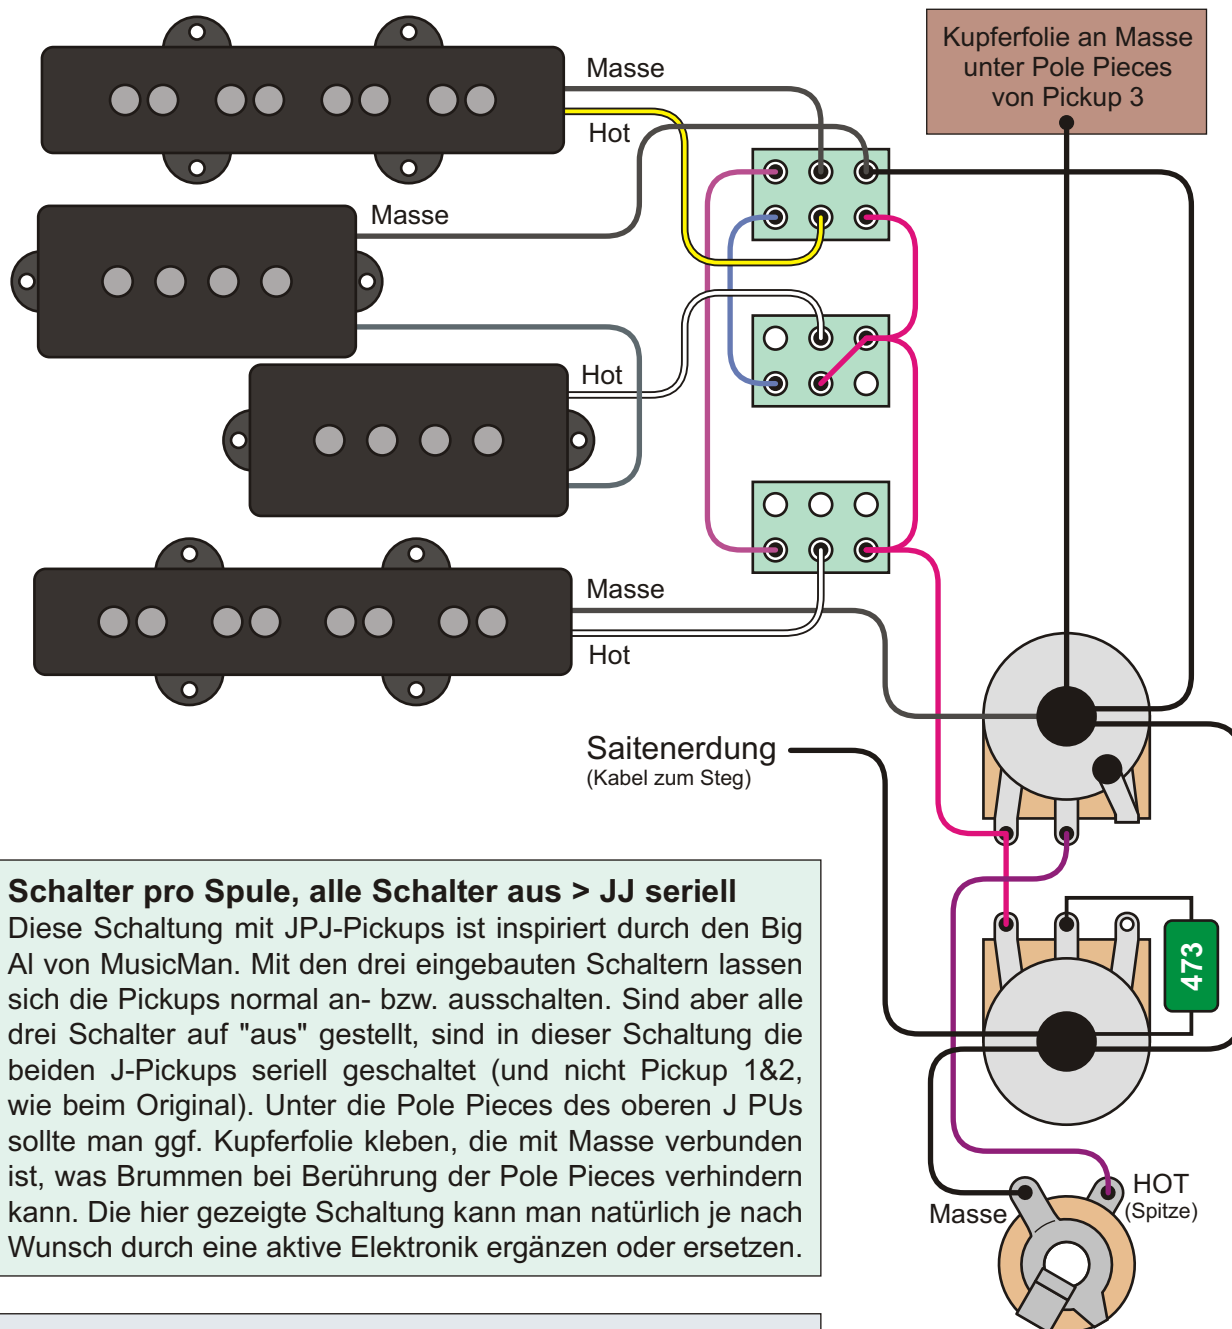 Kupferfolie an Masse
unter Pole Pieces
von Pickup 3
Masse
Hot
Masse
Hot
Masse
Hot
Saitenerdung
(Kabel zum Steg)
473
Schalter pro Spule, alle Schalter aus > JJ seriell
Diese Schaltung mit JPJ-Pickups ist inspiriert durch den Big
Al von MusicMan. Mit den drei eingebauten Schaltern lassen
sich die Pickups normal an- bzw. ausschalten. Sind aber alle
drei Schalter auf "aus" gestellt, sind in dieser Schaltung die
beiden J-Pickups seriell geschaltet (und nicht Pickup 1&2,
wie beim Original). Unter die Pole Pieces des oberen J PUs
sollte man ggf. Kupferfolie kleben, die mit Masse verbunden
ist, was Brummen bei Berührung der Pole Pieces verhindern
kann. Die hier gezeigte Schaltung kann man natürlich je nach
Wunsch durch eine aktive Elektronik ergänzen oder ersetzen.
Masse
HOT
(Spitze)